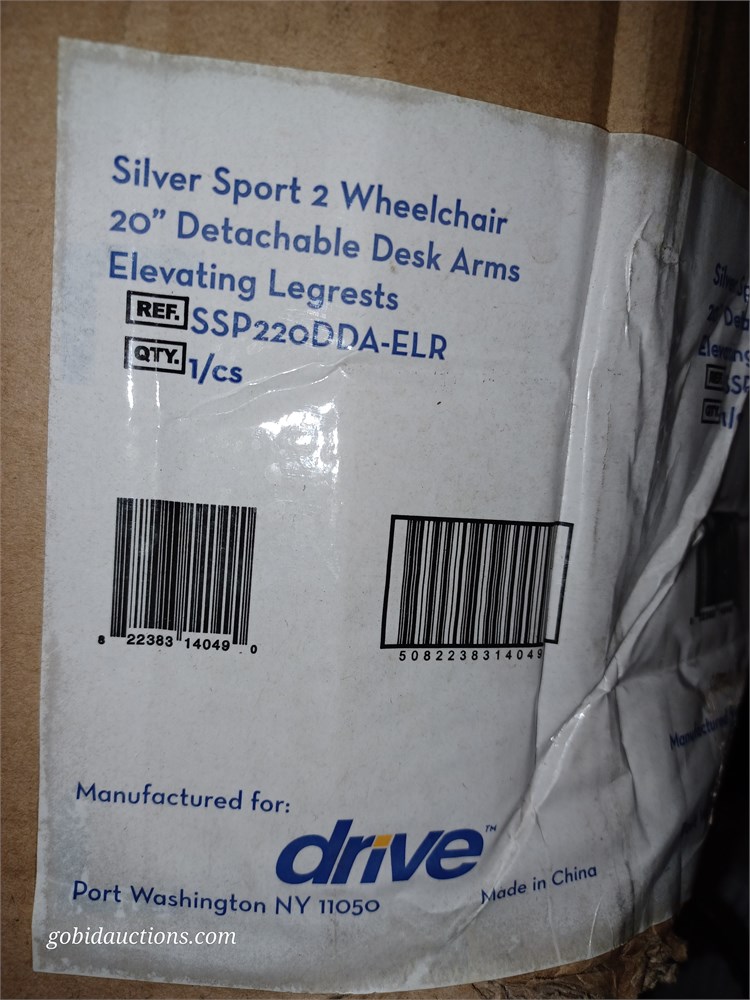 Silver Sport 2 Wheelchair
20" Detachable Desk Arms
Elevating Legrests
REF. SSP220DDA-ELR
QTY. 1/cs
8 22383 14049 0
5082238314049
Manufactured for:
drive™
Port Washington NY 11050
Made in China
gobidauctions.com